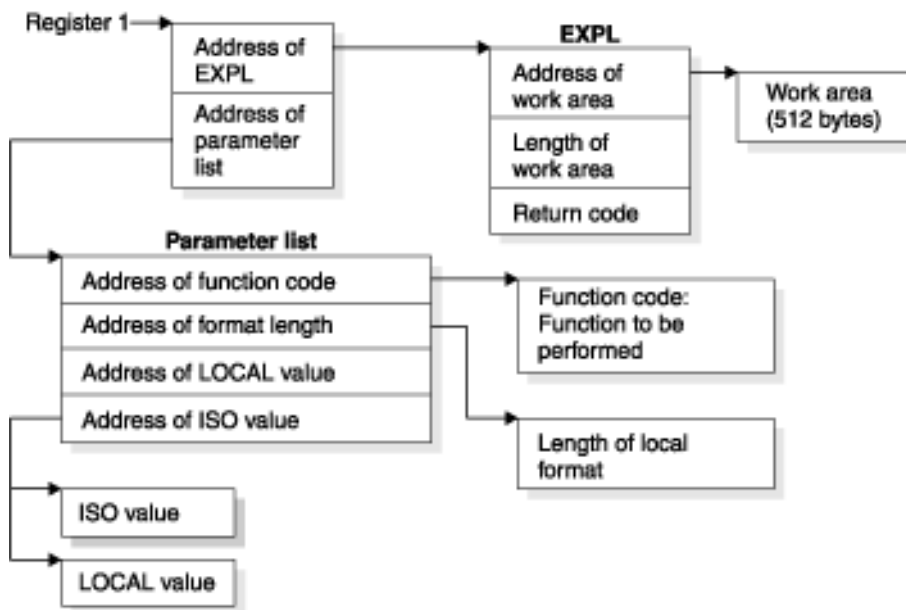 Register 1
Address of
EXPL
Address of
parameter
list
EXPL
Address of
work area
Length of
work area
Return code
Work area
(512 bytes)
Parameter list
Address of function code
Address of format length
Address of LOCAL value
Address of ISO value
Function code:
Function to be
performed
Length of local
format
ISO value
LOCAL value